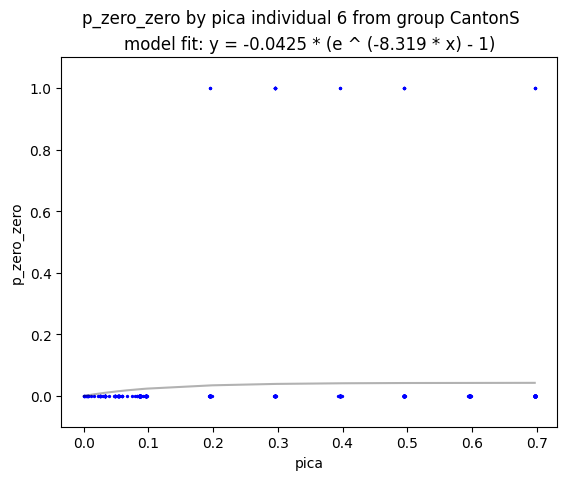 p_zero_zero by pica individual 6 from group CantonS
model fit: y = -0.0425 * (e ^ (-8.319 * x) - 1)
1.0
0.8
0.6
0.4
0.2
0.0
p_zero_zero
0.0 0.1 0.2 0.3 0.4 0.5 0.6 0.7
pica